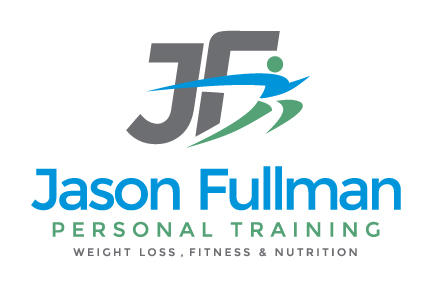 JF
Jason Fullman
PERSONAL TRAINING
WEIGHT LOSS, FITNESS & NUTRITION